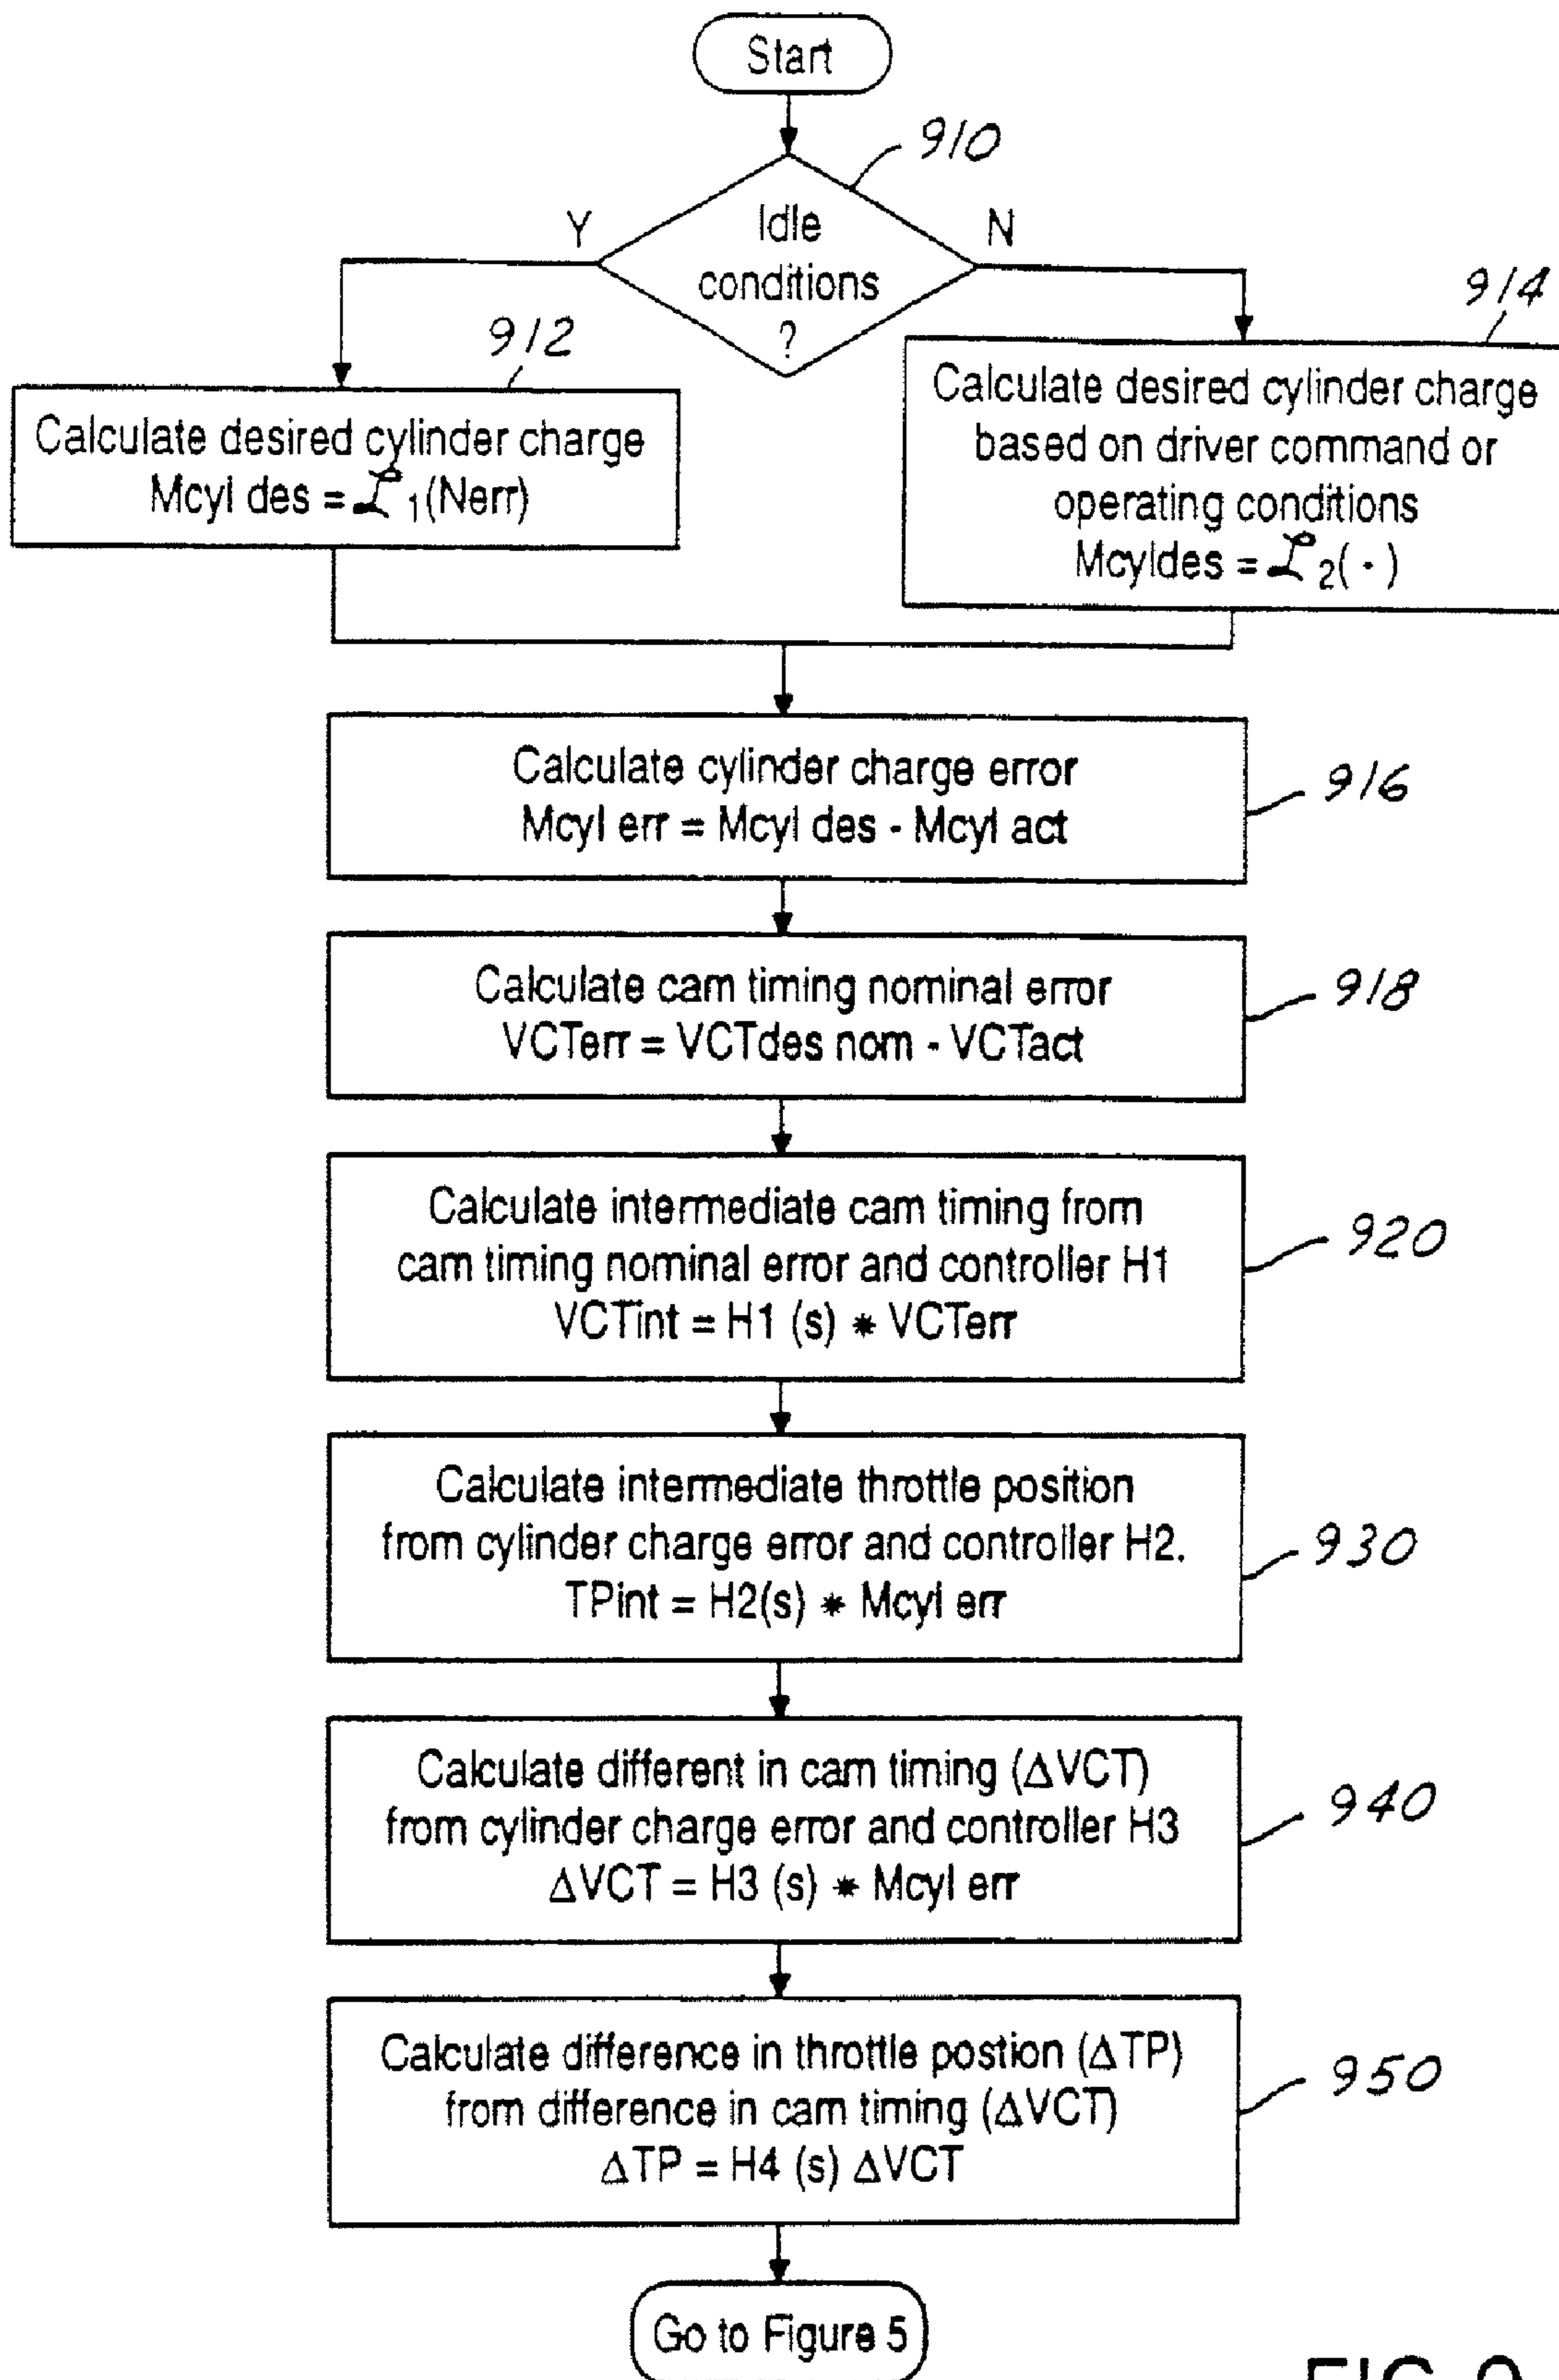 Start
910
Y
Idle
N
conditions
?
912
914
Calculate desired cylinder charge
Mcyl des = ℒ₁(Nerr)
Calculate desired cylinder charge
based on driver command or
operating conditions
Mcyldes = ℒ₂( · )
Calculate cylinder charge error
Mcyl err = Mcyl des - Mcyl act
916
Calculate cam timing nominal error
VCTerr = VCTdes nom - VCTact
918
Calculate intermediate cam timing from
cam timing nominal error and controller H1
VCTint = H1 (s) * VCTerr
920
Calculate intermediate throttle position
from cylinder charge error and controller H2.
TPint = H2(s) * Mcyl err
930
Calculate different in cam timing (ΔVCT)
from cylinder charge error and controller H3
ΔVCT = H3 (s) * Mcyl err
940
Calculate difference in throttle postion (ΔTP)
from difference in cam timing (ΔVCT)
ΔTP = H4 (s) ΔVCT
950
Go to Figure 5